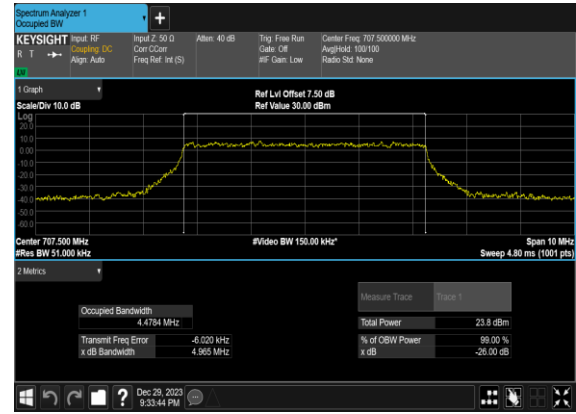 Spectrum Analyzer 1
Occupied BW
+
KEYSIGHT Input: RF Input Z: 50 Ω Atten: 40 dB Trig: Free Run Center Freq: 707.500000 MHz
R T Coupling: DC Corr CCorr Gate: Off Avg|Hold: 100/100
Align: Auto Freq Ref: Int (S) #IF Gain: Low Radio Std: None
LV
1 Graph
Ref Lvl Offset 7.50 dB
Scale/Div 10.0 dB Ref Value 30.00 dBm
Log
20.0
10.0
0.00
-10.0
-20.0
-30.0
-40.0
-50.0
-60.0
Center 707.500 MHz #Video BW 150.00 kHz* Span 10 MHz
#Res BW 51.000 kHz Sweep 4.80 ms (1001 pts)
2 Metrics
Measure Trace Trace 1
Occupied Bandwidth
4.4784 MHz
Total Power 23.8 dBm
Transmit Freq Error -6.020 kHz % of OBW Power 99.00 %
x dB Bandwidth 4.965 MHz x dB -26.00 dB
? Dec 29, 2023
9:33:44 PM